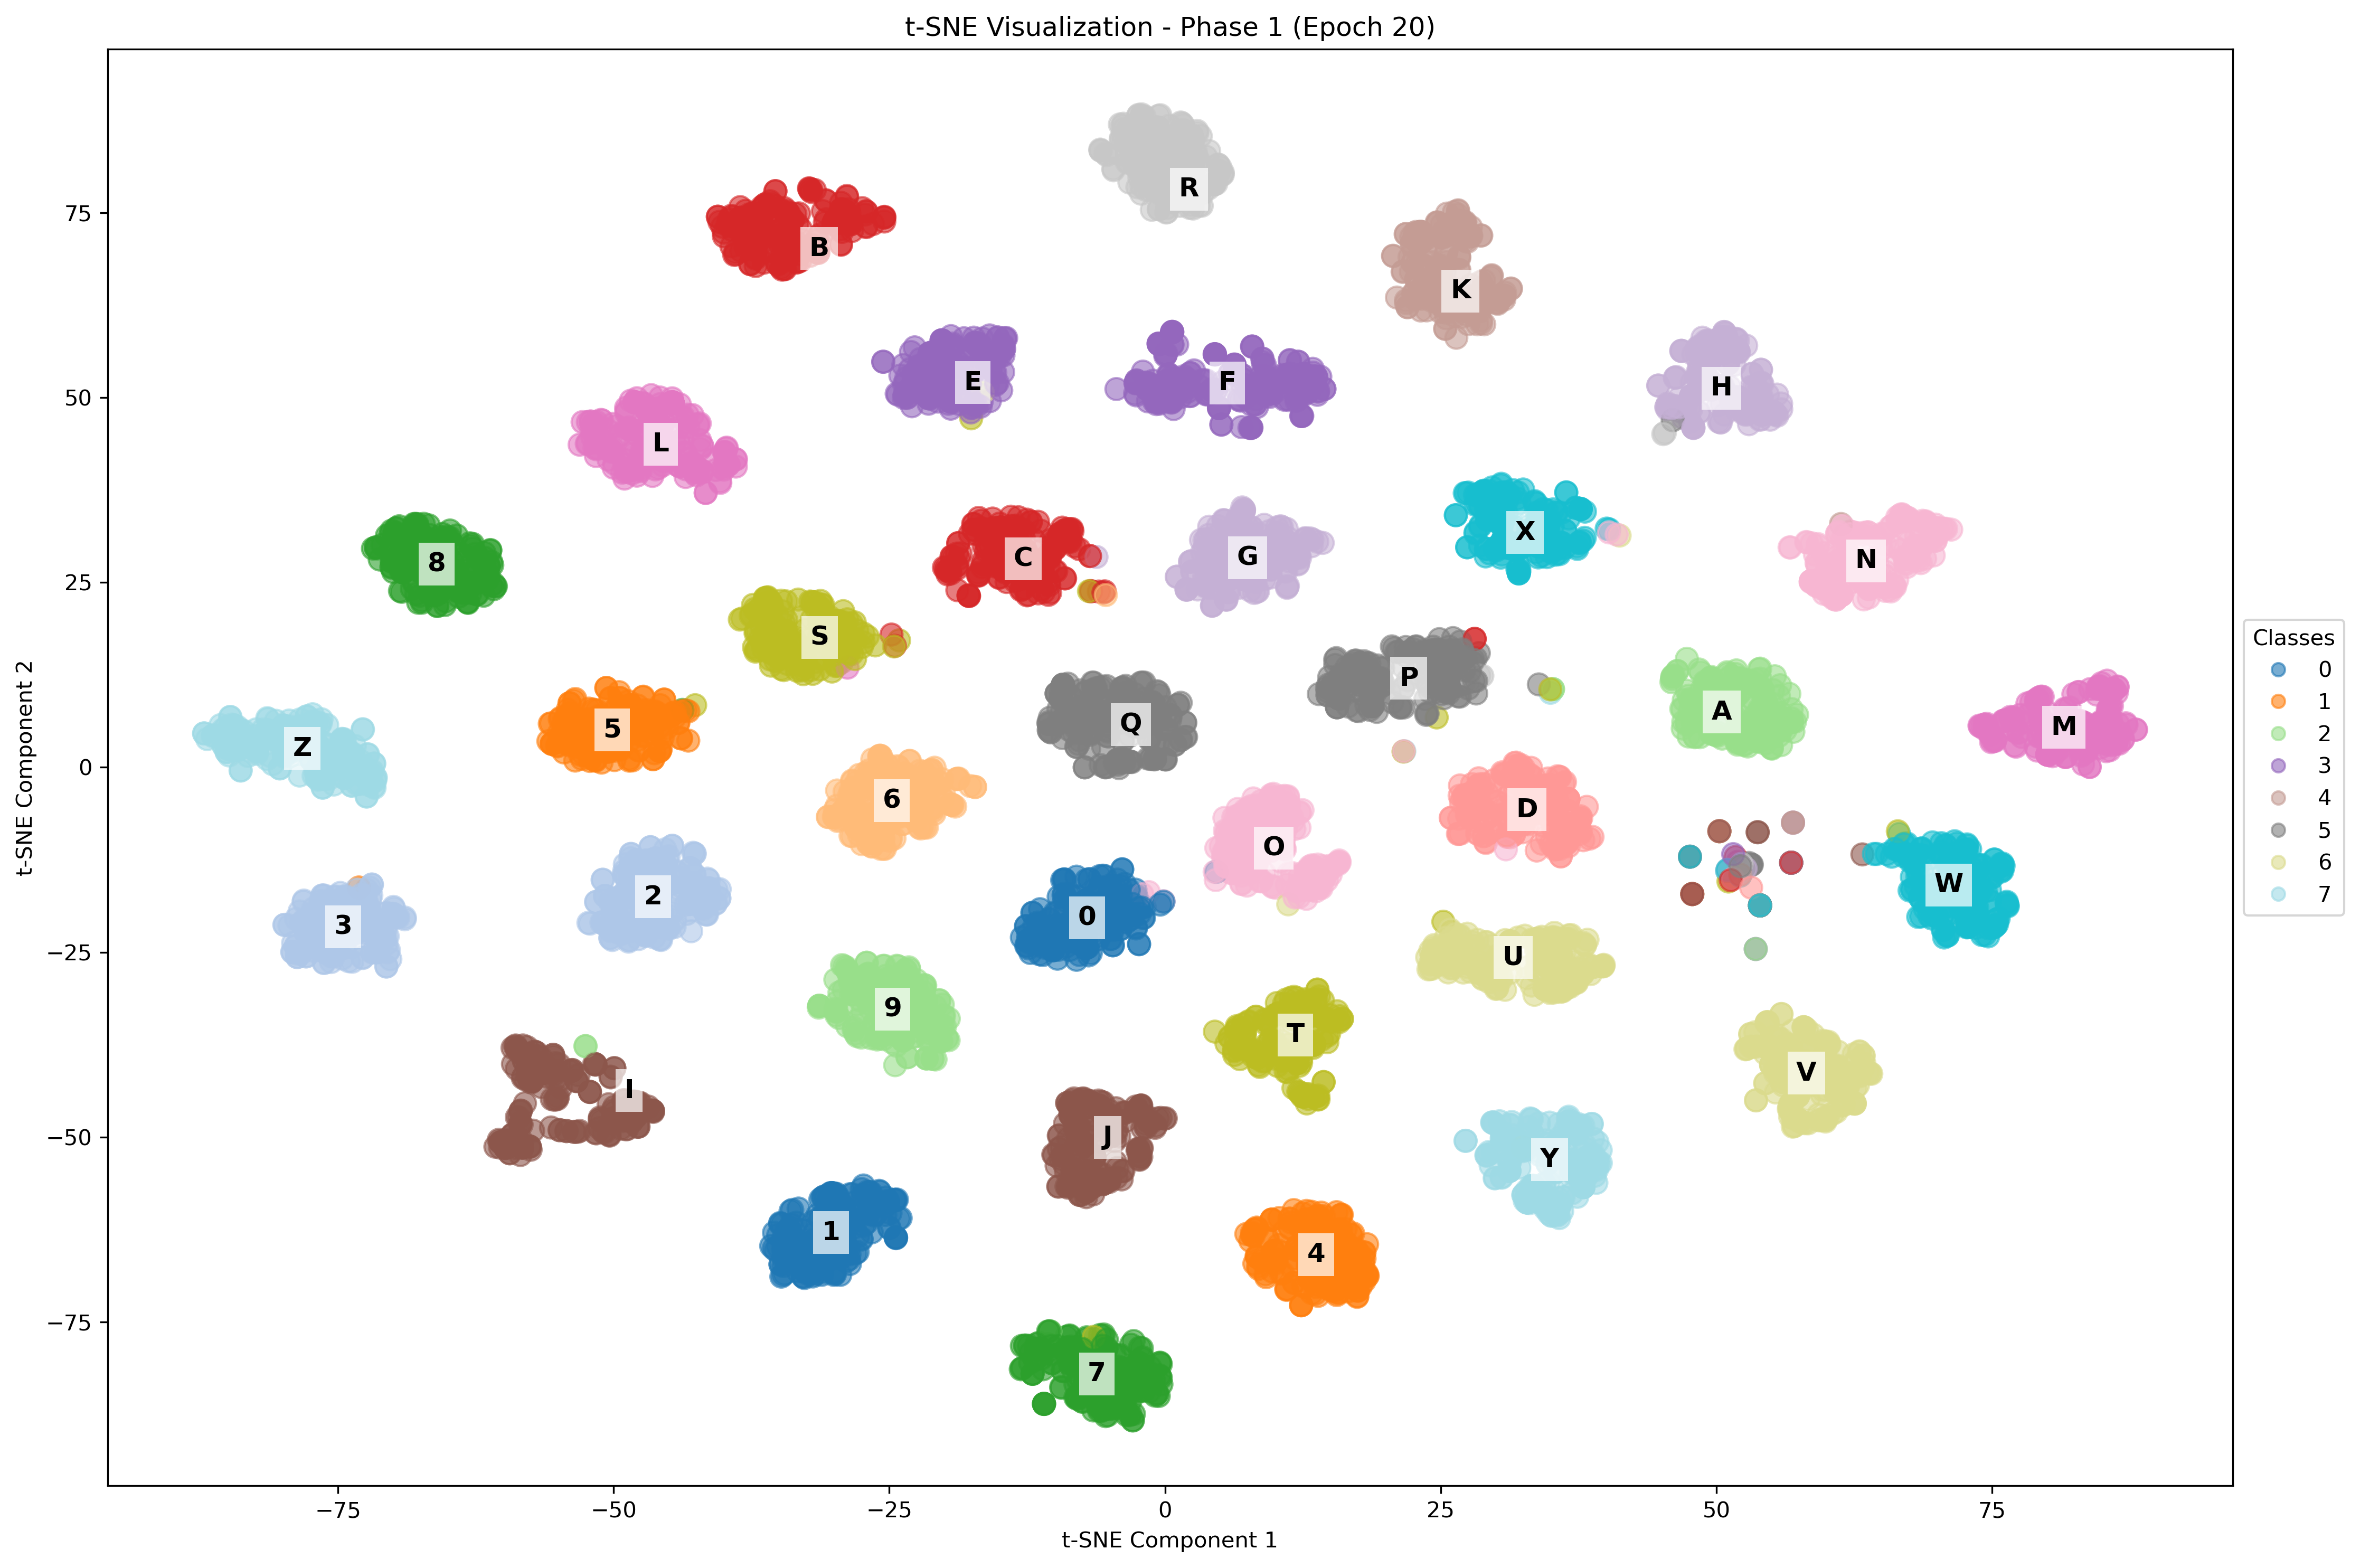 t-SNE Visualization - Phase 1 (Epoch 20)
R
B
K
E
F
H
L
X
C
G
N
8
S
P
5
Z
Q
A
M
6
D
O
2
3
0
W
U
9
T
V
I
J
Y
1
4
7
75
50
25
0
−25
−50
−75
t-SNE Component 2
−75
−50
−25
0
25
50
75
t-SNE Component 1
Classes
0
1
2
3
4
5
6
7